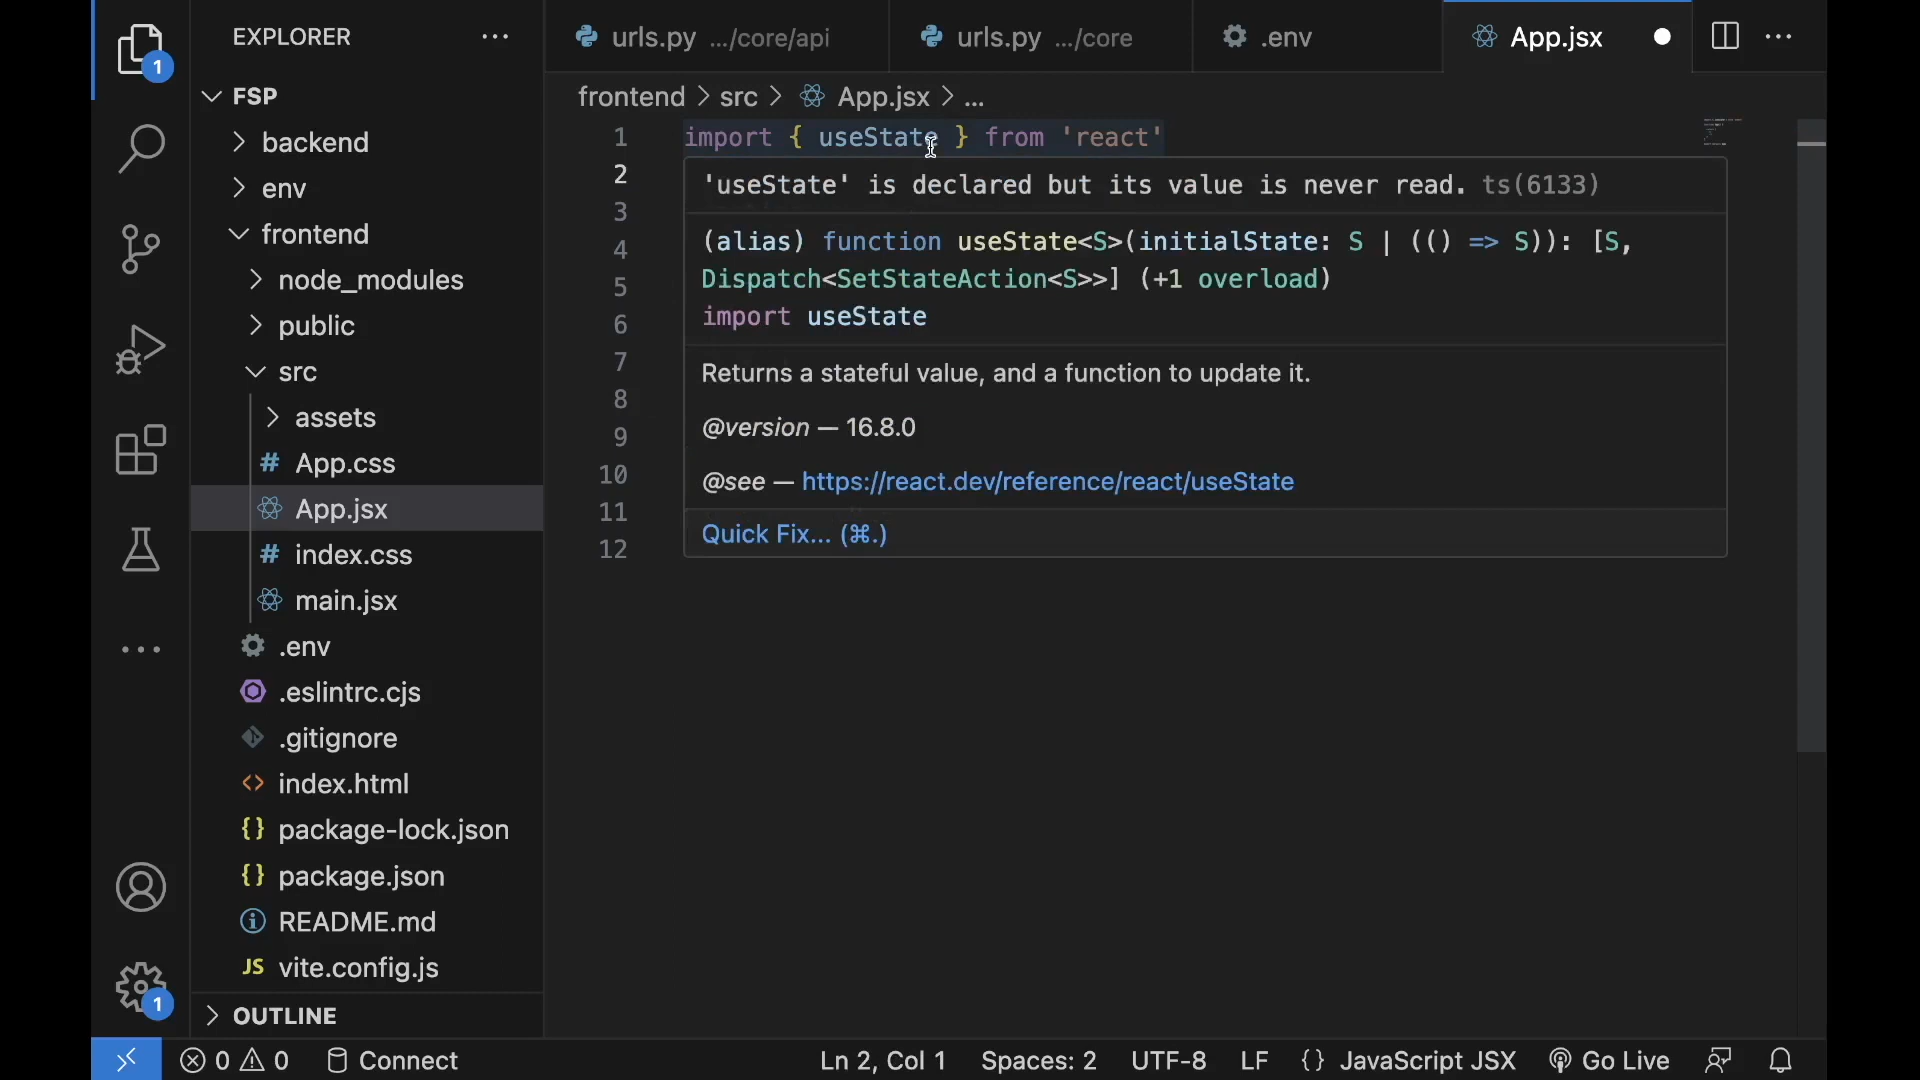 EXPLORER
1
FSP
backend
env
frontend
node_modules
public
src
assets
App.css
App.jsx
index.css
main.jsx
.env
.eslintrc.cjs
.gitignore
index.html
package-lock.json
package.json
README.md
JS vite.config.js
OUTLINE
1
urls.py .../core/api
urls.py .../core
.env
App.jsx
frontend > src > App.jsx > ...
1 import { useState } from 'react'
2
3
4
5
6
7
8
9
10
11
12
'useState' is declared but its value is never read. ts(6133)
(alias) function useState<S>(initialState: S | (() => S)): [S,
Dispatch<SetStateAction<S>>] (+1 overload)
import useState
Returns a stateful value, and a function to update it.
@version — 16.8.0
@see — https://react.dev/reference/react/useState
Quick Fix... (⌘.)
0 0 Connect Ln 2, Col 1 Spaces: 2 UTF-8 LF {} JavaScript JSX Go Live